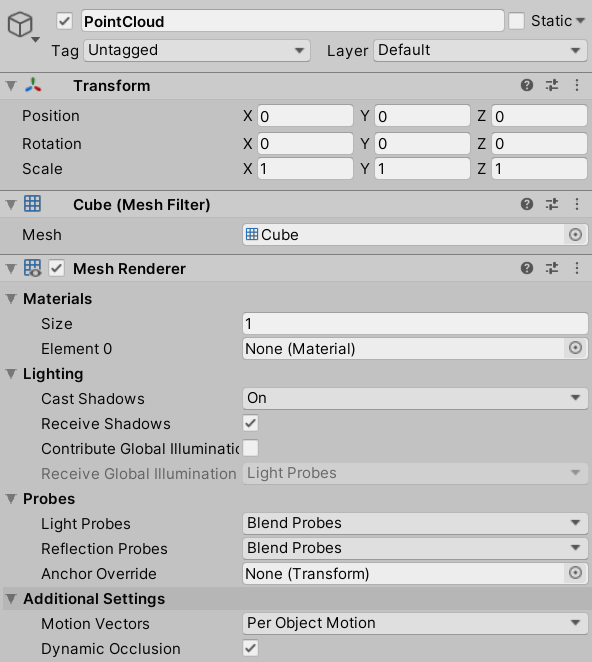 PointCloud Static
Tag Untagged Layer Default
Transform
Position X 0 Y 0 Z 0
Rotation X 0 Y 0 Z 0
Scale X 1 Y 1 Z 1
Cube (Mesh Filter)
Mesh Cube
Mesh Renderer
Materials
Size 1
Element 0 None (Material)
Lighting
Cast Shadows On
Receive Shadows
Contribute Global Illuminatic
Receive Global Illumination Light Probes
Probes
Light Probes Blend Probes
Reflection Probes Blend Probes
Anchor Override None (Transform)
Additional Settings
Motion Vectors Per Object Motion
Dynamic Occlusion